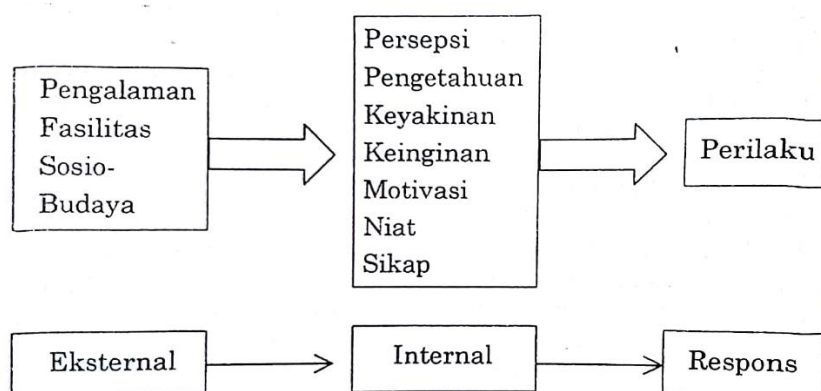 Pengalaman
Fasilitas
Sosio-
Budaya
Persepsi
Pengetahuan
Keyakinan
Keinginan
Motivasi
Niat
Sikap
Perilaku
Eksternal
Internal
Respons